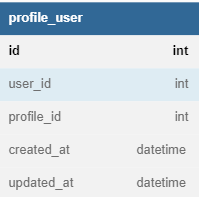 profile_user
id int
user_id int
profile_id int
created_at datetime
updated_at datetime